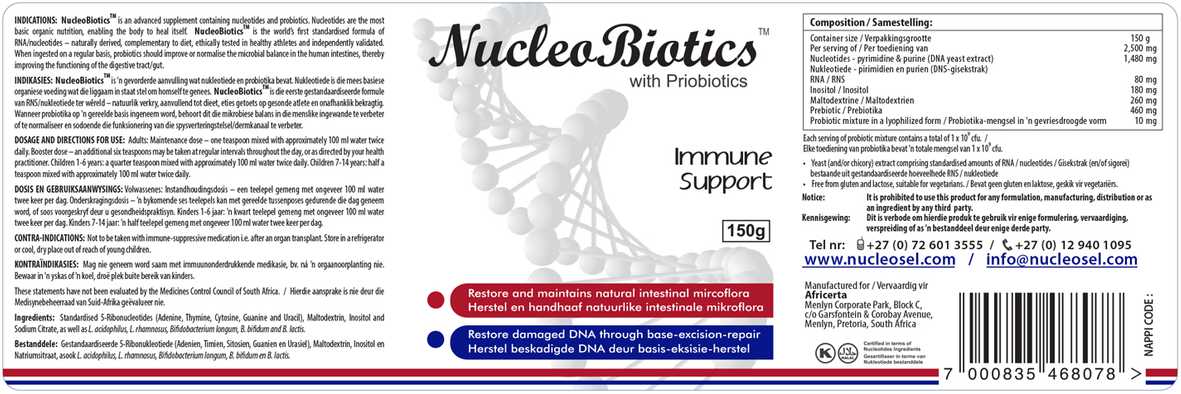 INDICATIONS: NucleoBiotics™ is an advanced supplement containing nucleotides and probiotics. Nucleotides are the most
basic organic nutrition, enabling the body to heal itself. NucleoBiotics™ is the world's first standardised formula of
RNA/nucleotides – naturally derived, complementary to diet, ethically tested in healthy athletes and independently validated.
When ingested on a regular basis, probiotics should improve or normalise the microbial balance in the human intestines, thereby
improving the functioning of the digestive tract/gut.
INDIKASIES: NucleoBiotics™ is 'n gevorderde aanvulling wat nukleotiede en probiotika bevat. Nukleotiede is die mees basiese
organiese voeding wat die liggaam in staat stel om homself te genees. NucleoBiotics™ is die eerste gestandaardiseerde formule
van RNS/nukleotiede ter wêreld – natuurlik verkry, aanvullend tot dieet, eties getoets op gesonde atlete en onafhanklik bekragtig.
Wanneer probiotika op 'n gereelde basis ingeneem word, behoort dit die mikrobiese balans in die menslike ingewande te verbeter
of te normaliseer en sodoende die funksionering van die spysverteringstelsel/dermkanaal te verbeter.
DOSAGE AND DIRECTIONS FOR USE: Adults: Maintenance dose – one teaspoon mixed with approximately 100 ml water twice
daily. Booster dose – an additional six teaspoons may be taken at regular intervals throughout the day, or as directed by your health
practitioner. Children 1-6 years: a quarter teaspoon mixed with approximately 100 ml water twice daily. Children 7-14 years: half a
teaspoon mixed with approximately 100 ml water twice daily.
DOSIS EN GEBRUIKSAANWYSINGS: Volwassenes: Instandhoudingsdosis – een teelepel gemeng met ongeveer 100 ml water
twee keer per dag. Onderskragingsdosis – 'n bykomende ses teelepels kan met gereelde tussenposes gedurende die dag geneem
word, of soos voorgeskryf deur u gesondheidspraktisyn. Kinders 1-6 jaar: 'n kwart teelepel gemeng met ongeveer 100 ml water
twee keer per dag. Kinders 7-14 jaar: 'n half teelepel gemeng met ongeveer 100 ml water twee keer per dag.
CONTRA-INDICATIONS: Not to be taken with immune-suppressive medication i.e. after an organ transplant. Store in a refrigerator
or cool, dry place out of reach of young children.
KONTRAÏNDIKASIES: Mag nie geneem word saam met immuunonderdrukkende medikasie, bv. ná 'n orgaanoorplanting nie.
Bewaar in 'n yskas of 'n koel, droë plek buite bereik van kinders.
These statements have not been evaluated by the Medicines Control Council of South Africa. / Hierdie aansprake is nie deur die
Medisynebeheerraad van Suid-Afrika geëvalueer nie.
Ingredients: Standardised 5-Ribonucleotides (Adenine, Thymine, Cytosine, Guanine and Uracil), Maltodextrin, Inositol and
Sodium Citrate, as well as L. acidophilus, L. rhamnosus, Bifidobacterium longum, B. bifidum and B. lactis.
Bestanddele: Gestandaardiseerde 5-Ribonukleotiede (Adenien, Timien, Sitosien, Guanien en Urasiel), Maltodextrin, Inositol en
Natriumsitraat, asook L. acidophilus, L. rhamnosus, Bifidobacterium longum, B. bifidum en B. lactis.
NucleoBiotics™
with Priobiotics
Immune
Support
150g
Restore and maintains natural intestinal mircoflora
Herstel en handhaaf natuurlike intestinale mikroflora
Restore damaged DNA through base-excision-repair
Herstel beskadigde DNA deur basis-eksisie-herstel
Composition / Samestelling:
Container size / Verpakkingsgrootte 150 g
Per serving of / Per toediening van 2,500 mg
Nucleotides - pyrimidine & purine (DNA yeast extract) 1,480 mg
Nukleotiede - pirimidien en purien (DNS-gisekstrak)
RNA / RNS 80 mg
Inositol / Inositol 180 mg
Maltodextrine / Maltodextrien 260 mg
Prebiotic / Prebiotika 460 mg
Probiotic mixture in a lyophilized form / Probiotika-mengsel in 'n gevriesdroogde vorm 10 mg
Each serving of probiotic mixture contains a total of 1 x 10⁹ cfu. /
Elke toediening van probiotika bevat 'n totale mengsel van 1 x 10⁹ cfu.
• Yeast (and/or chicory) extract comprising standardised amounts of RNA / nucleotides / Gisekstrak (en/of sigorei)
bestaande uit gestandaardiseerde hoeveelhede RNS / nukleotiede
• Free from gluten and lactose, suitable for vegetarians. / Bevat geen gluten en laktose, geskik vir vegetariërs.
Notice: It is prohibited to use this product for any formulation, manufacturing, distribution or as
an ingredient by any third party.
Kennisgewing: Dit is verbode om hierdie produk te gebruik vir enige formulering, vervaardiging,
verspreiding of as 'n bestanddeel deur enige derde party.
Tel nr: +27 (0) 72 601 3555 / +27 (0) 12 940 1095
www.nucleosel.com / info@nucleosel.com
Manufactured for / Vervaardig vir
Africerta
Menlyn Corporate Park, Block C,
c/o Garsfontein & Corobay Avenue,
Menlyn, Pretoria, South Africa
K
HALAL
Certified in terms of
Nucleotides Ingredients
Gesertifiseer in terme van
Nukleotiede bestanddele
7 000835 468078 >
NAPPI CODE :